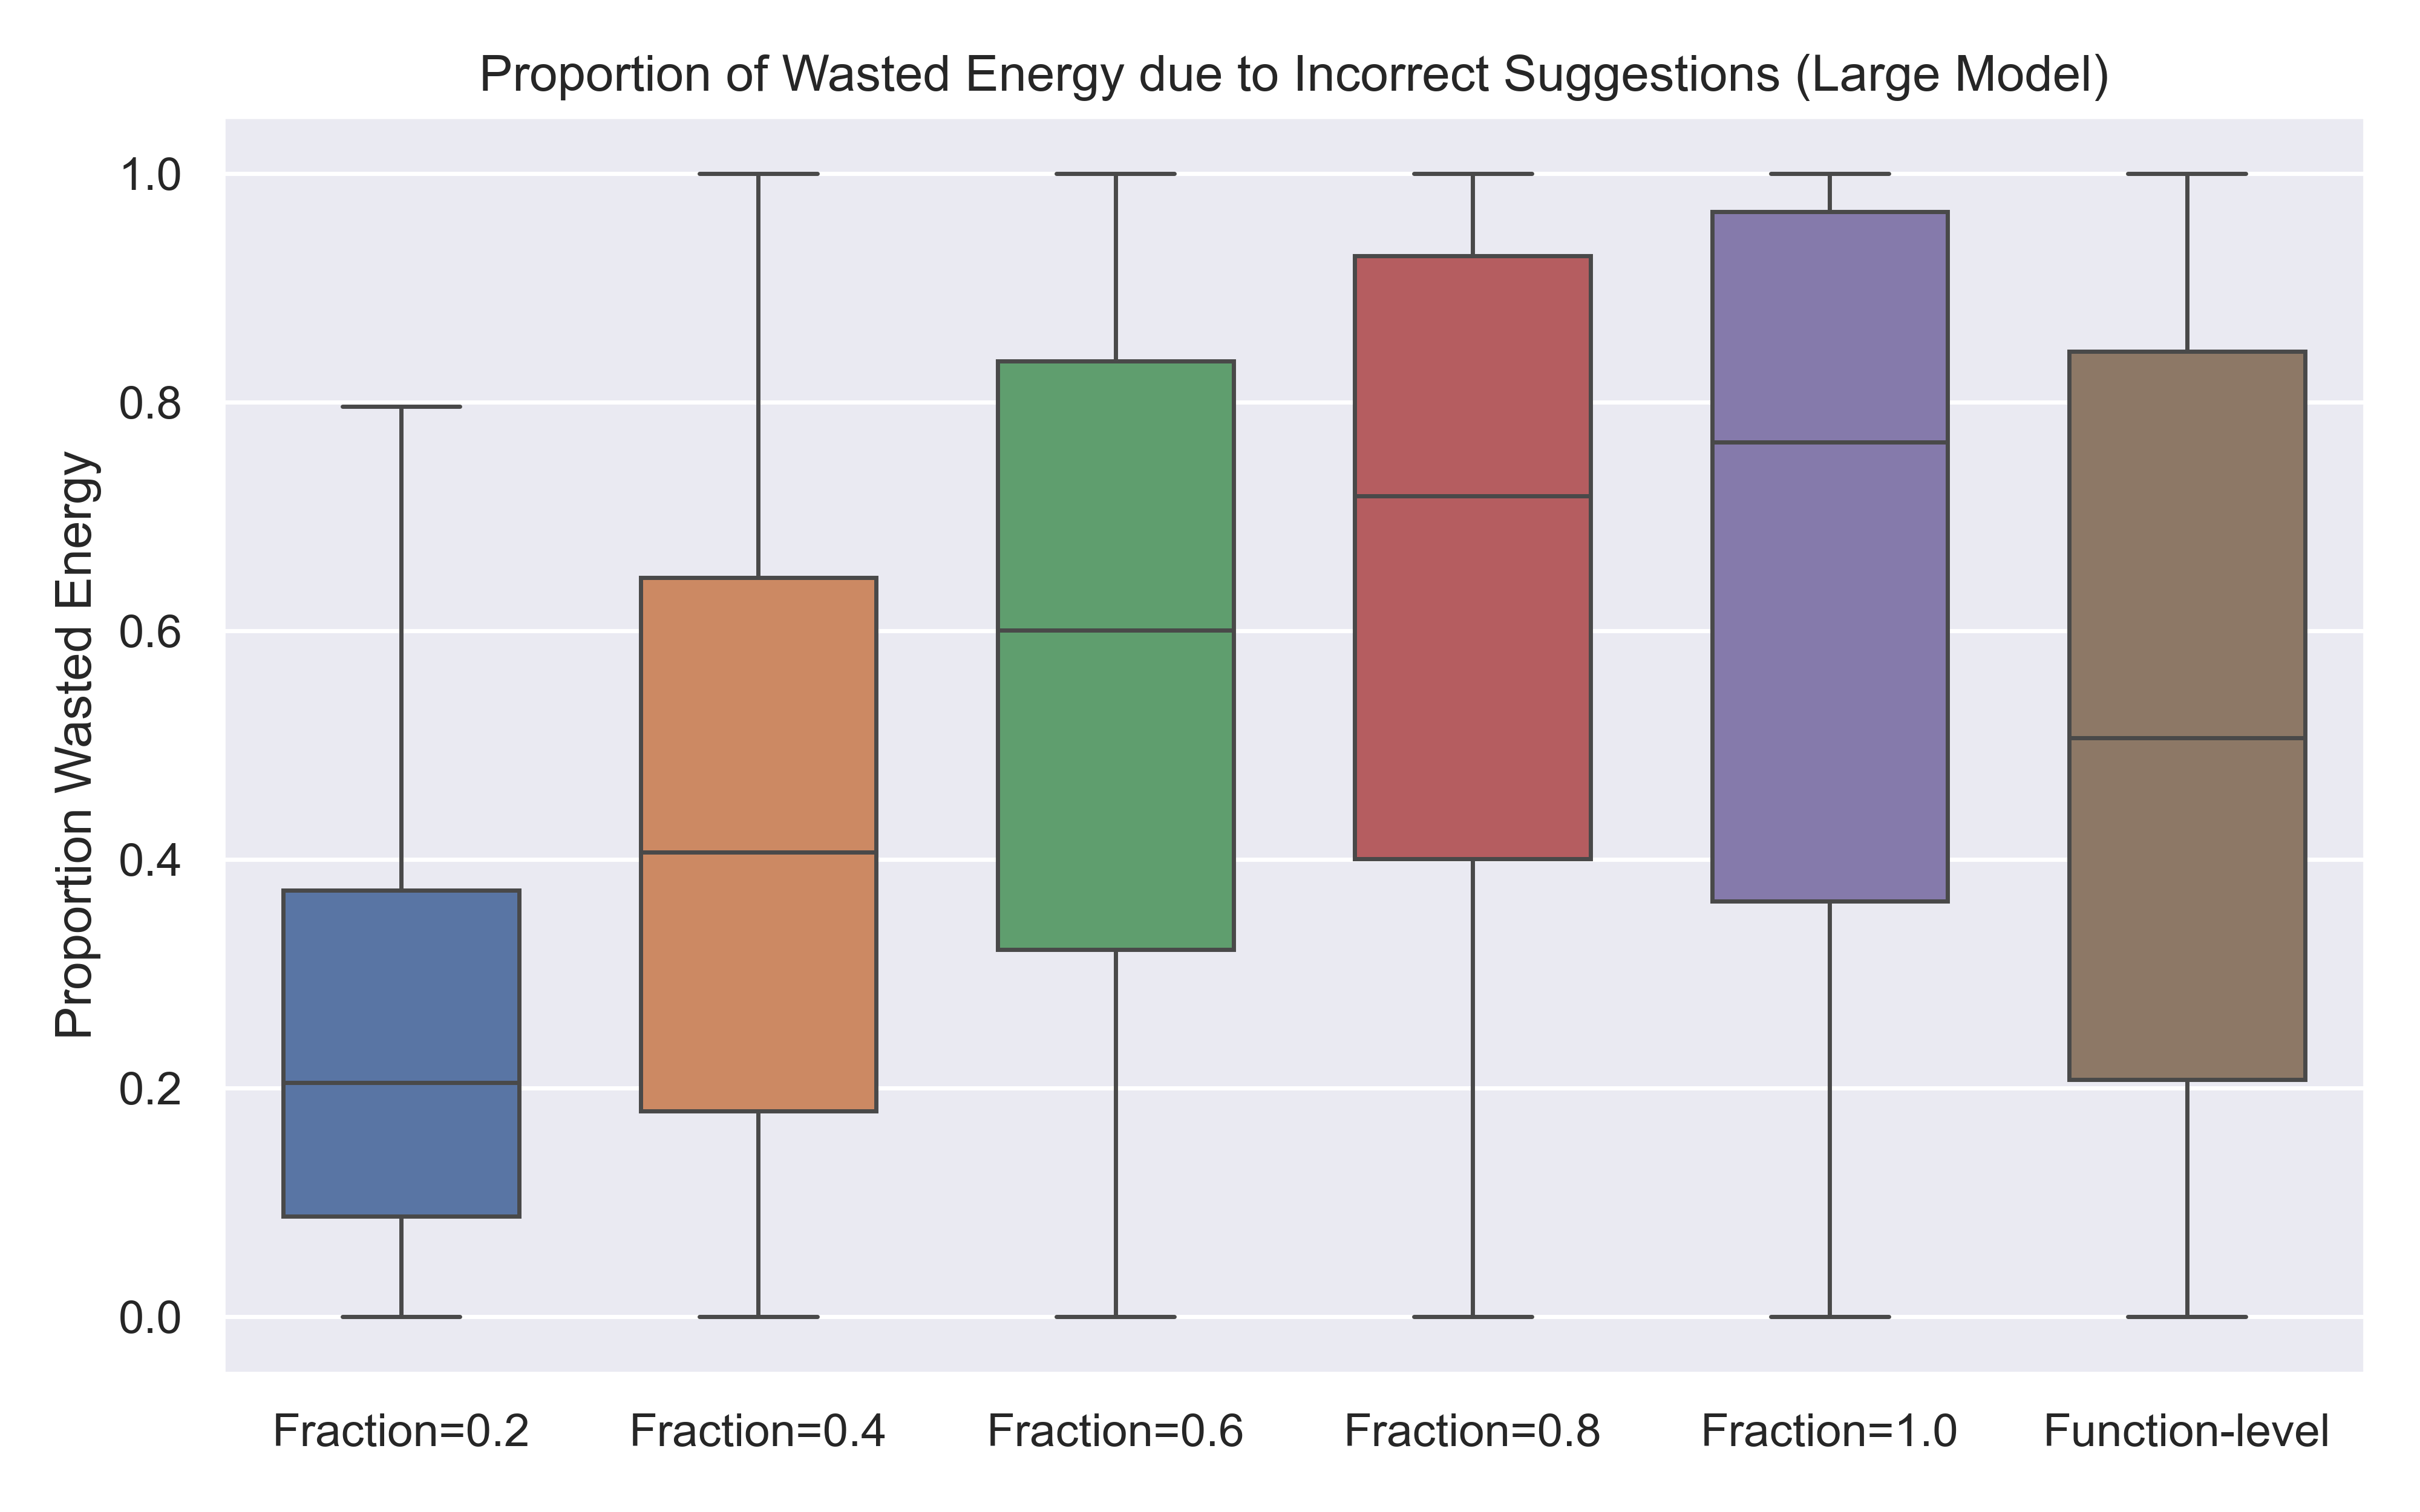 Proportion of Wasted Energy due to Incorrect Suggestions (Large Model)
Proportion Wasted Energy
1.0
0.8
0.6
0.4
0.2
0.0
Fraction=0.2 Fraction=0.4 Fraction=0.6 Fraction=0.8 Fraction=1.0 Function-level